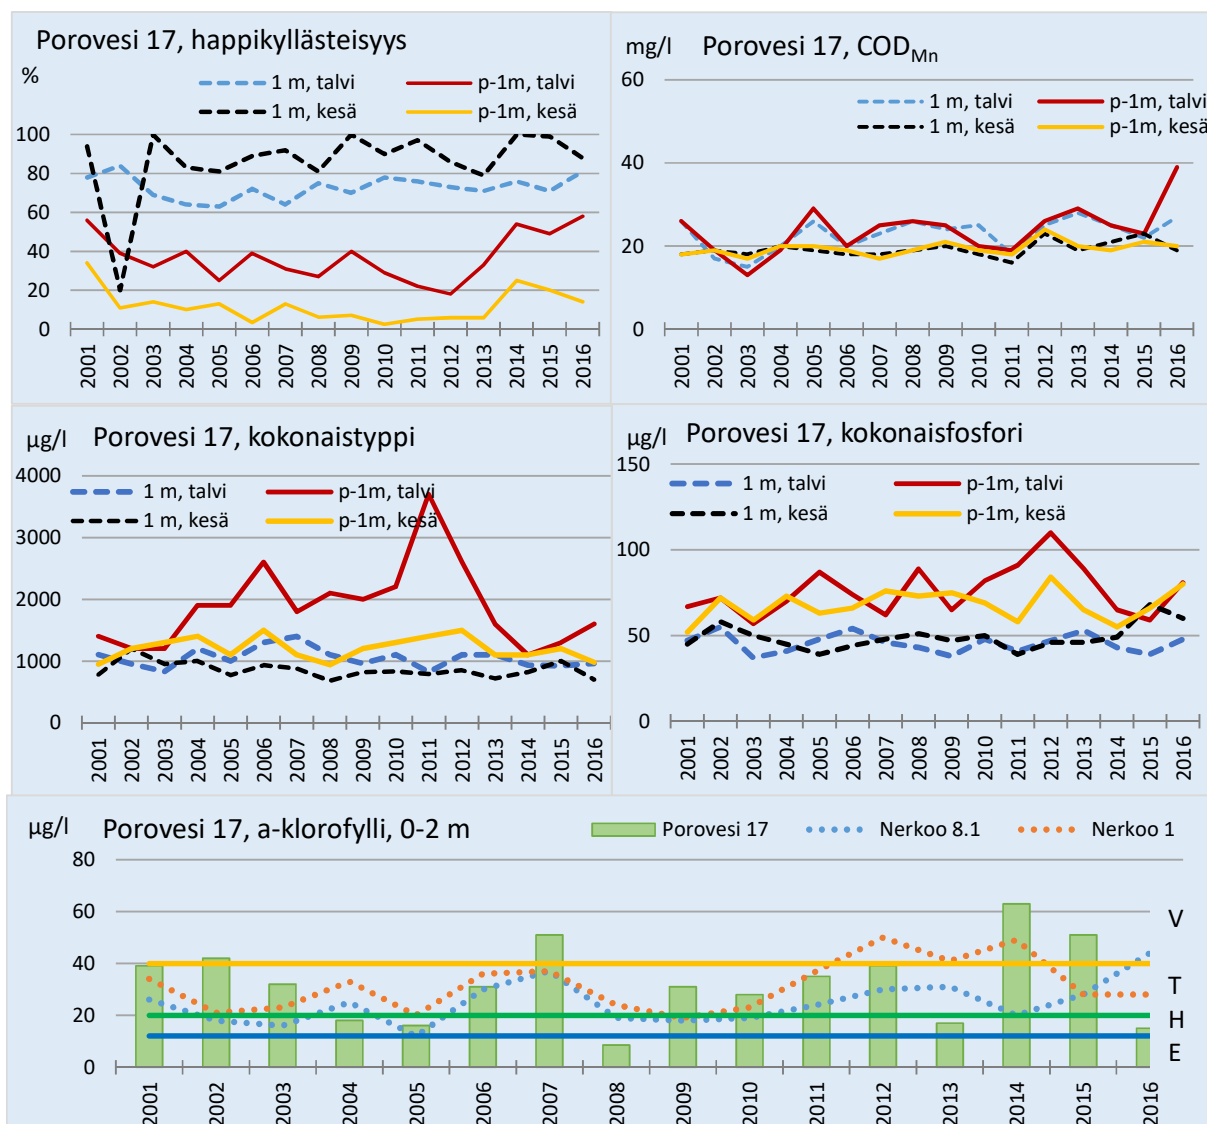 Porovesi 17, happikyllästeisyys
%
1 m, talvi p-1m, talvi
1 m, kesä p-1m, kesä
100
80
60
40
20
0
2001 2002 2003 2004 2005 2006 2007 2008 2009 2010 2011 2012 2013 2014 2015 2016
mg/l Porovesi 17, COD_Mn
60
1 m, talvi p-1m, talvi
1 m, kesä p-1m, kesä
40
20
0
2001 2002 2003 2004 2005 2006 2007 2008 2009 2010 2011 2012 2013 2014 2015 2016
µg/l Porovesi 17, kokonaistyppi
4000
1 m, talvi p-1m, talvi
1 m, kesä p-1m, kesä
3000
2000
1000
0
2001 2002 2003 2004 2005 2006 2007 2008 2009 2010 2011 2012 2013 2014 2015 2016
µg/l Porovesi 17, kokonaisfosfori
150
1 m, talvi p-1m, talvi
1 m, kesä p-1m, kesä
100
50
0
2001 2002 2003 2004 2005 2006 2007 2008 2009 2010 2011 2012 2013 2014 2015 2016
µg/l Porovesi 17, a-klorofylli, 0-2 m Porovesi 17 Nerkoo 8.1 Nerkoo 1
80
60
V
40
T
20
H
E
0
2001 2002 2003 2004 2005 2006 2007 2008 2009 2010 2011 2012 2013 2014 2015 2016